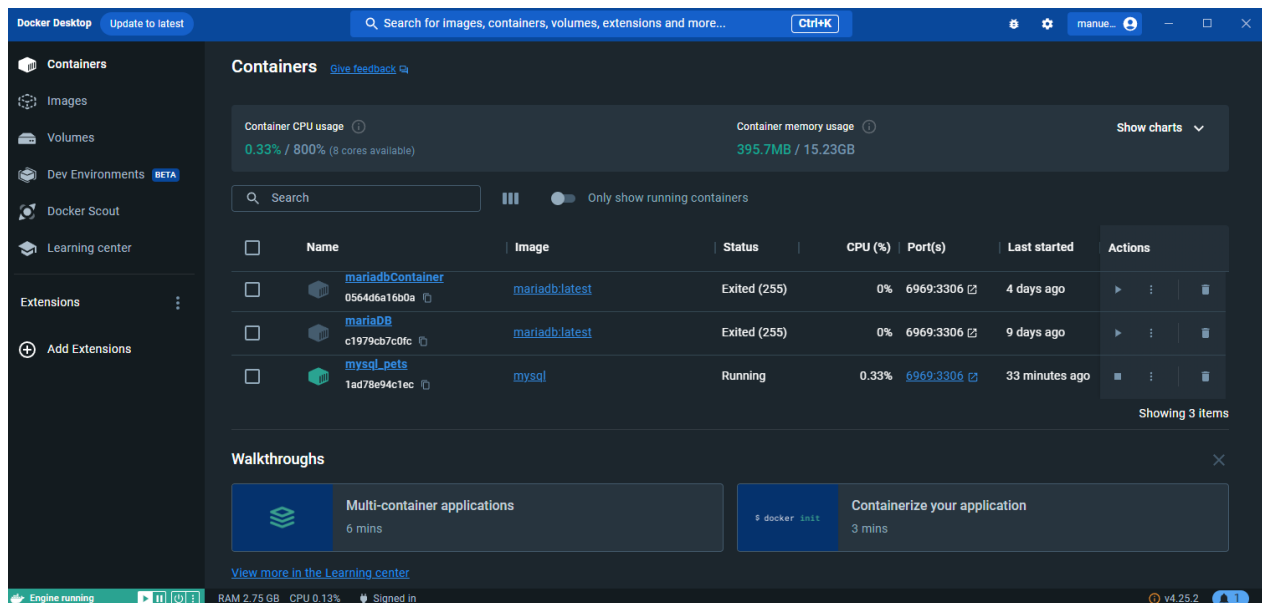 Docker Desktop Update to latest Search for images, containers, volumes, extensions and more... Ctrl+K manue...
Containers
Images
Volumes
Dev Environments BETA
Docker Scout
Learning center
Extensions
Add Extensions
Containers Give feedback
Container CPU usage
0.33% / 800% (8 cores available)
Container memory usage
395.7MB / 15.23GB
Show charts
Search Only show running containers
Name Image Status CPU (%) Port(s) Last started Actions
mariadbContainer
0564d6a16b0a mariadb:latest Exited (255) 0% 6969:3306 4 days ago
mariaDB
c1979cb7c0fc mariadb:latest Exited (255) 0% 6969:3306 9 days ago
mysql_pets
1ad78e94c1ec mysql Running 0.33% 6969:3306 33 minutes ago
Showing 3 items
Walkthroughs
Multi-container applications
6 mins
$ docker init
Containerize your application
3 mins
View more in the Learning center
Engine running RAM 2.75 GB CPU 0.13% Signed in v4.25.2 1